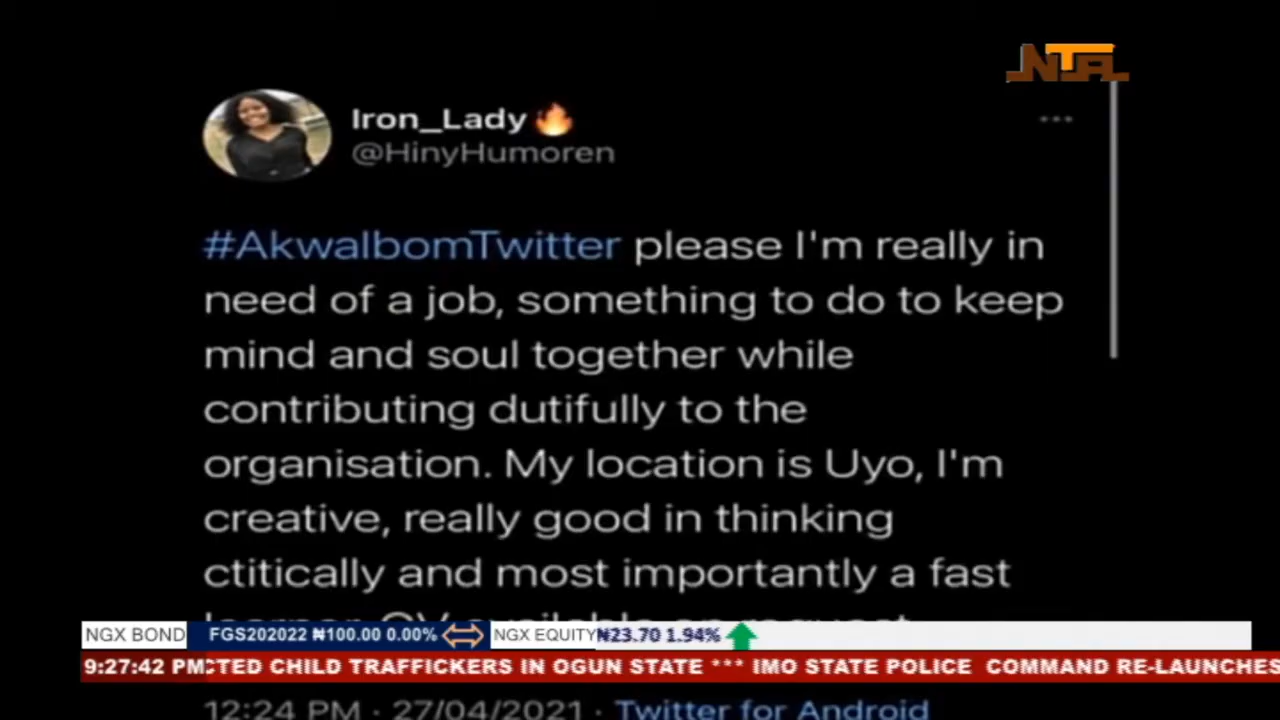 NTA
Iron_Lady🔥
@HinyHumoren
#AkwaIbomTwitter please I'm really in
need of a job, something to do to keep
mind and soul together while
contributing dutifully to the
organisation. My location is Uyo, I'm
creative, really good in thinking
ctitically and most importantly a fast
NGX BOND FGS202022 ₦100.00 0.00% NGX EQUITY ₦23.70 1.94%
9:27:42 PM CTED CHILD TRAFFICKERS IN OGUN STATE *** IMO STATE POLICE COMMAND RE-LAUNCHES
12:24 PM · 27/04/2021 · Twitter for Android